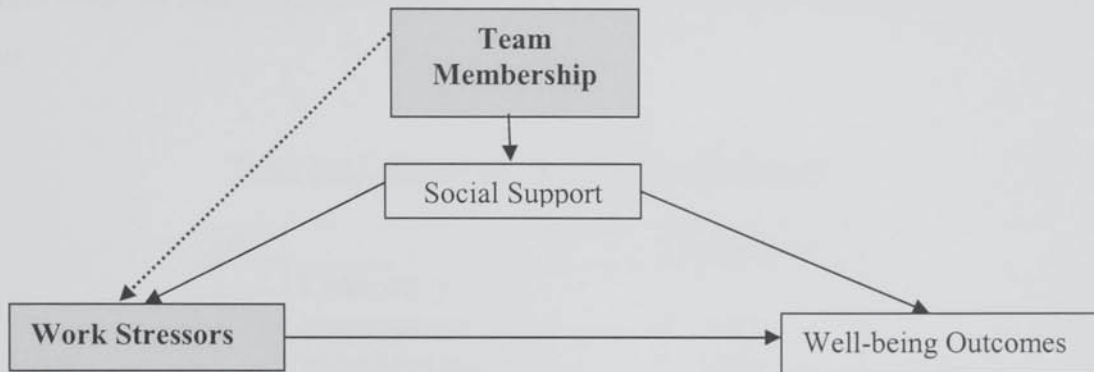 Team
Membership
Social Support
Work Stressors
Well-being Outcomes